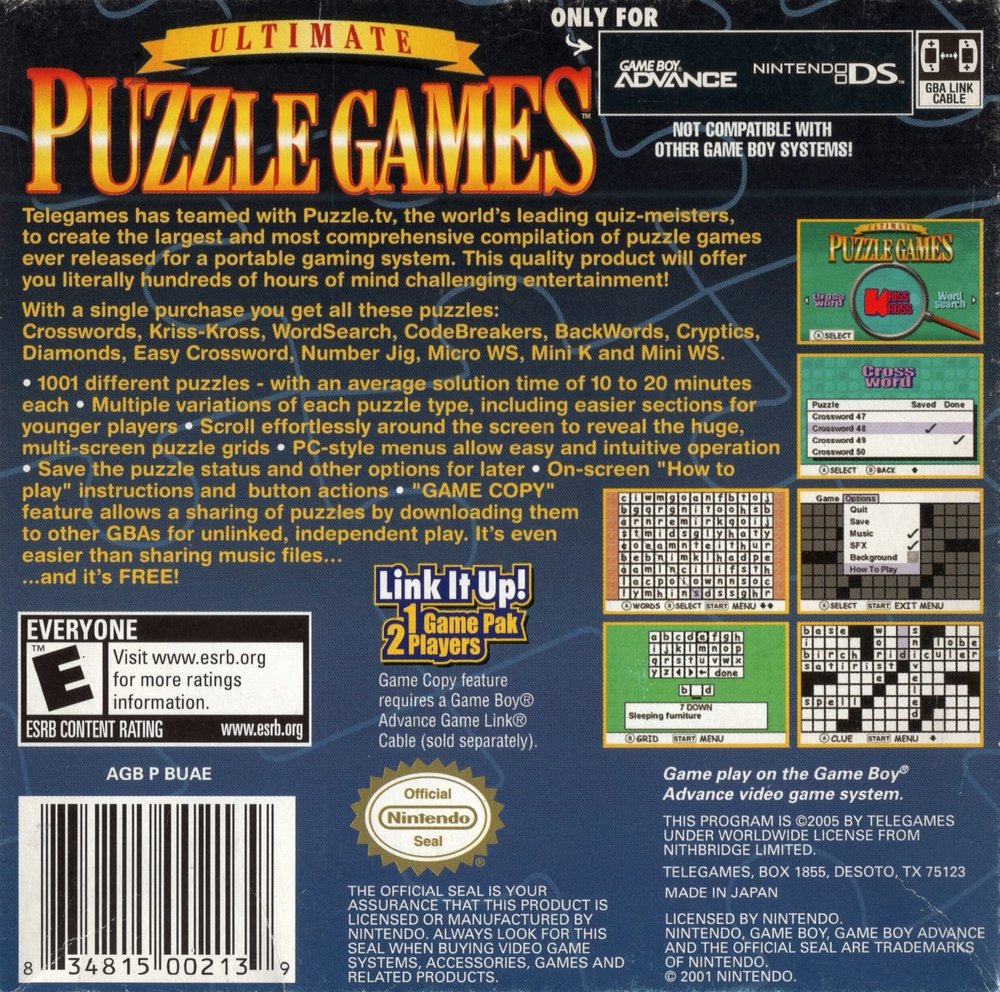 ULTIMATE
PUZZLE GAMES™
ONLY FOR
GAME BOY ADVANCE
NINTENDO DS™
GBA LINK
CABLE
NOT COMPATIBLE WITH
OTHER GAME BOY SYSTEMS!
Telegames has teamed with Puzzle.tv, the world's leading quiz-meisters,
to create the largest and most comprehensive compilation of puzzle games
ever released for a portable gaming system. This quality product will offer
you literally hundreds of hours of mind challenging entertainment!
With a single purchase you get all these puzzles:
Crosswords, Kriss-Kross, WordSearch, CodeBreakers, BackWords, Cryptics,
Diamonds, Easy Crossword, Number Jig, Micro WS, Mini K and Mini WS.
• 1001 different puzzles - with an average solution time of 10 to 20 minutes
each • Multiple variations of each puzzle type, including easier sections for
younger players • Scroll effortlessly around the screen to reveal the huge,
multi-screen puzzle grids • PC-style menus allow easy and intuitive operation
• Save the puzzle status and other options for later • On-screen "How to
play" instructions and button actions • "GAME COPY"
feature allows a sharing of puzzles by downloading them
to other GBAs for unlinked, independent play. It's even
easier than sharing music files...
...and it's FREE!
ULTIMATE
PUZZLE GAMES
Cross word
KRISS KROSS
Word search
A SELECT
Cross
word
Puzzle Saved Done
Crossword 47
Crossword 48
Crossword 49
Crossword 50
A SELECT B BACK
A WORDS B SELECT START MENU
Game Options
Quit
Save
Music
SFX
Background
How To Play
A SELECT START EXIT MENU
a b c d e f g h
i j k l m n o p
q r s t u v w x
y z done
b _ d
7 DOWN
Sleeping furniture
B GRID START MENU
A CLUE START MENU
EVERYONE
E™
Visit www.esrb.org
for more ratings
information.
ESRB CONTENT RATING www.esrb.org
Link It Up!
1 Game Pak
2 Players
Game Copy feature
requires a Game Boy®
Advance Game Link®
Cable (sold separately).
AGB P BUAE
8 34815 00213 9
Official
Nintendo
Seal
®
THE OFFICIAL SEAL IS YOUR
ASSURANCE THAT THIS PRODUCT IS
LICENSED OR MANUFACTURED BY
NINTENDO. ALWAYS LOOK FOR THIS
SEAL WHEN BUYING VIDEO GAME
SYSTEMS, ACCESSORIES, GAMES AND
RELATED PRODUCTS.
Game play on the Game Boy®
Advance video game system.
THIS PROGRAM IS ©2005 BY TELEGAMES
UNDER WORLDWIDE LICENSE FROM
NITHBRIDGE LIMITED.
TELEGAMES, BOX 1855, DESOTO, TX 75123
MADE IN JAPAN
LICENSED BY NINTENDO.
NINTENDO, GAME BOY, GAME BOY ADVANCE
AND THE OFFICIAL SEAL ARE TRADEMARKS
OF NINTENDO.
© 2001 NINTENDO.